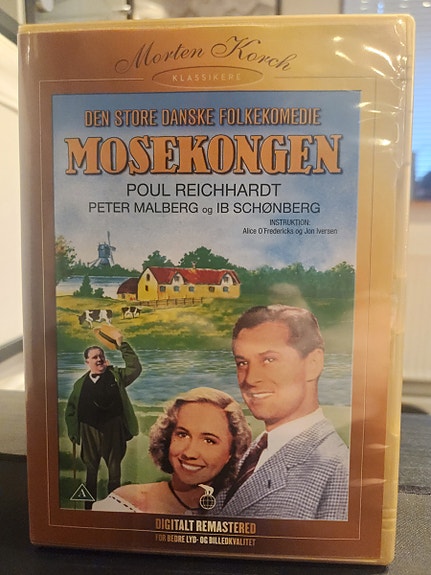 Morten Korch
KLASSIKERE
DEN STORE DANSKE FOLKEKOMEDIE
MOSEKONGEN
POUL REICHHARDT
PETER MALBERG og IB SCHØNBERG
INSTRUKTION:
Alice O'Fredericks og Jon Iversen
A
DIGITALT REMASTERED
FOR BEDRE LYD- OG BILLEDKVALITET